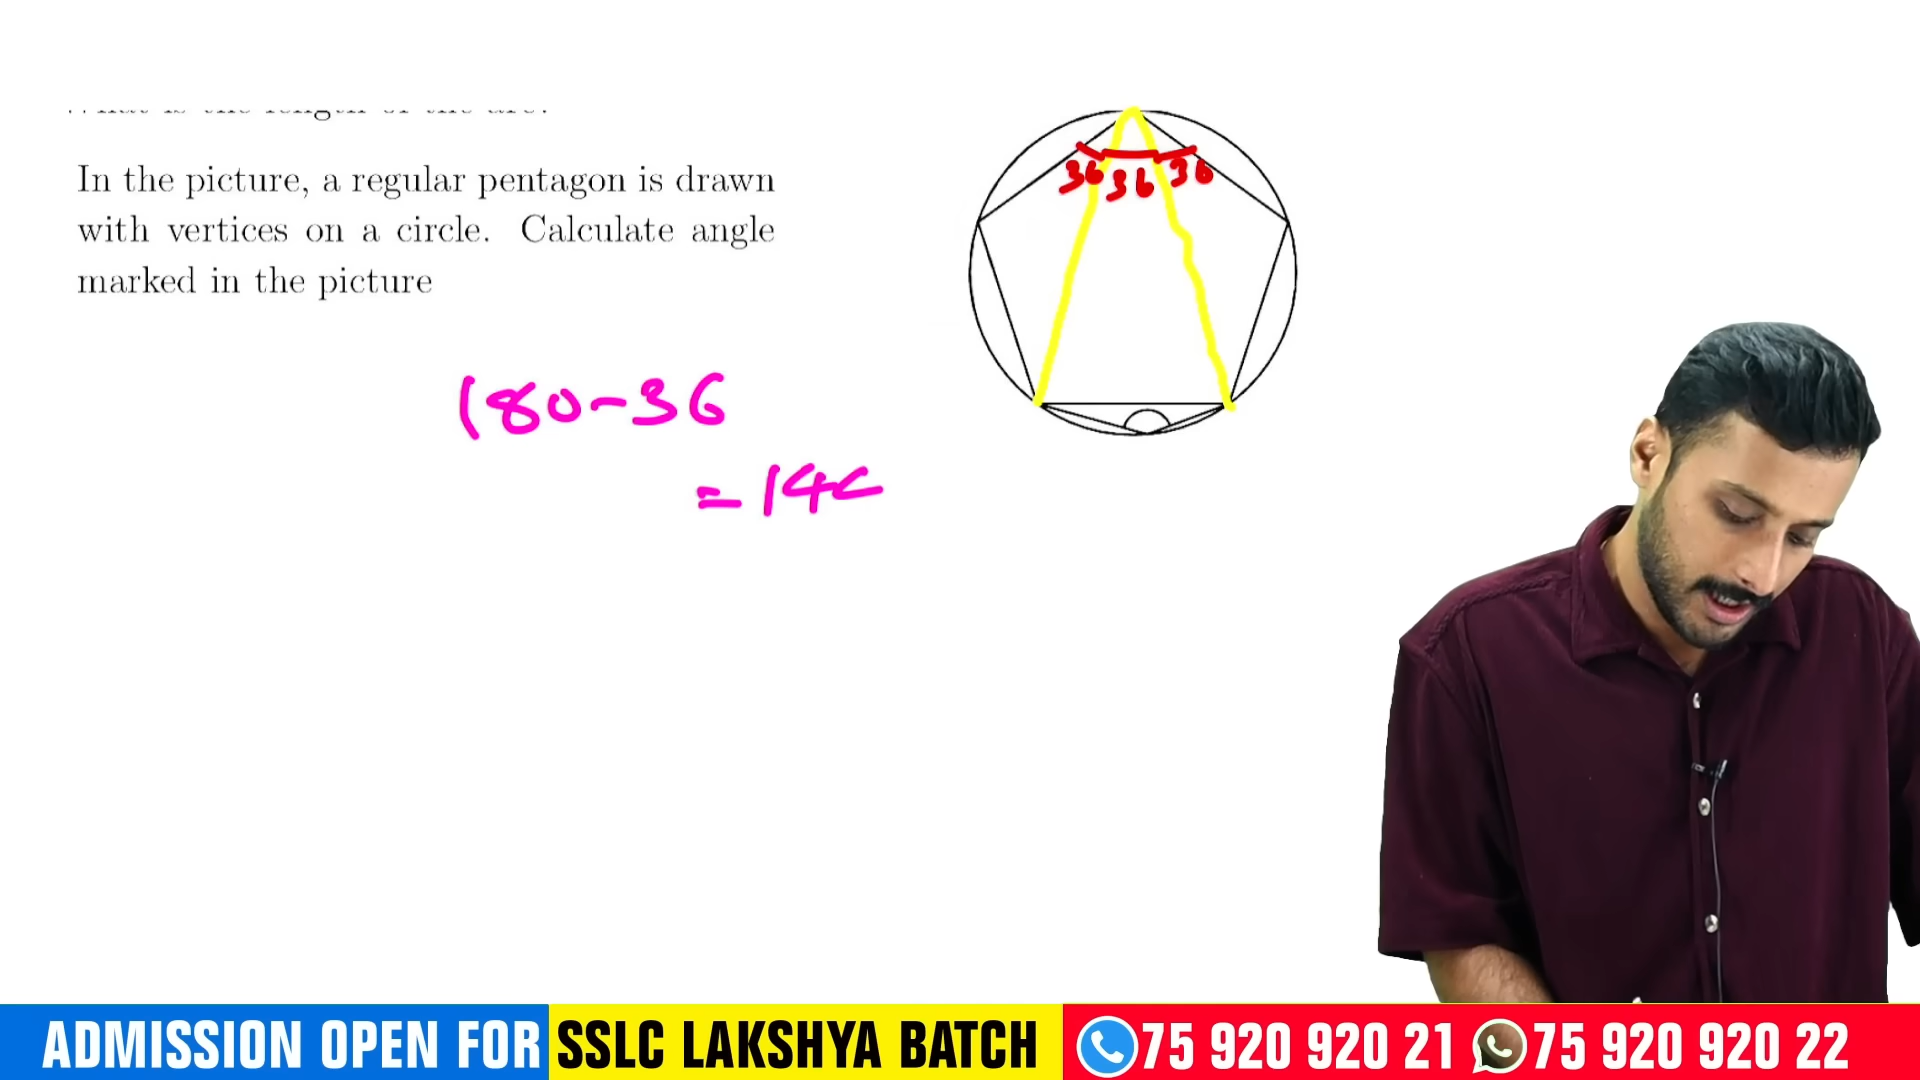 In the picture, a regular pentagon is drawn
with vertices on a circle. Calculate angle
marked in the picture
36 36 36
180-36
= 144
ADMISSION OPEN FOR SSLC LAKSHYA BATCH 75 920 920 21 75 920 920 22